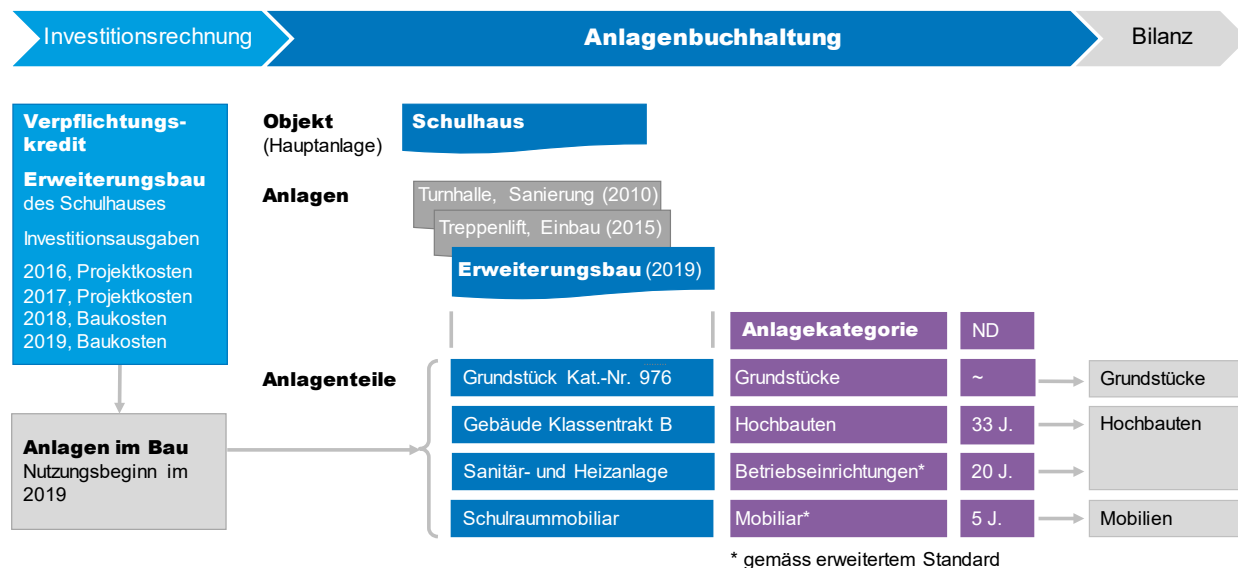 Investitionsrechnung
Anlagenbuchhaltung
Bilanz
Verpflichtungs-
kredit
Erweiterungsbau
des Schulhauses
Investitionsausgaben
2016, Projektkosten
2017, Projektkosten
2018, Baukosten
2019, Baukosten
Anlagen im Bau
Nutzungsbeginn im
2019
Objekt
(Hauptanlage)
Schulhaus
Anlagen
Turnhalle, Sanierung (2010)
Treppenlift, Einbau (2015)
Erweiterungsbau (2019)
Anlagekategorie
ND
Anlagenteile
Grundstück Kat.-Nr. 976
Grundstücke
~
Grundstücke
Gebäude Klassentrakt B
Hochbauten
33 J.
Hochbauten
Sanitär- und Heizanlage
Betriebseinrichtungen*
20 J.
Schulraummobiliar
Mobiliar*
5 J.
Mobilien
* gemäss erweitertem Standard